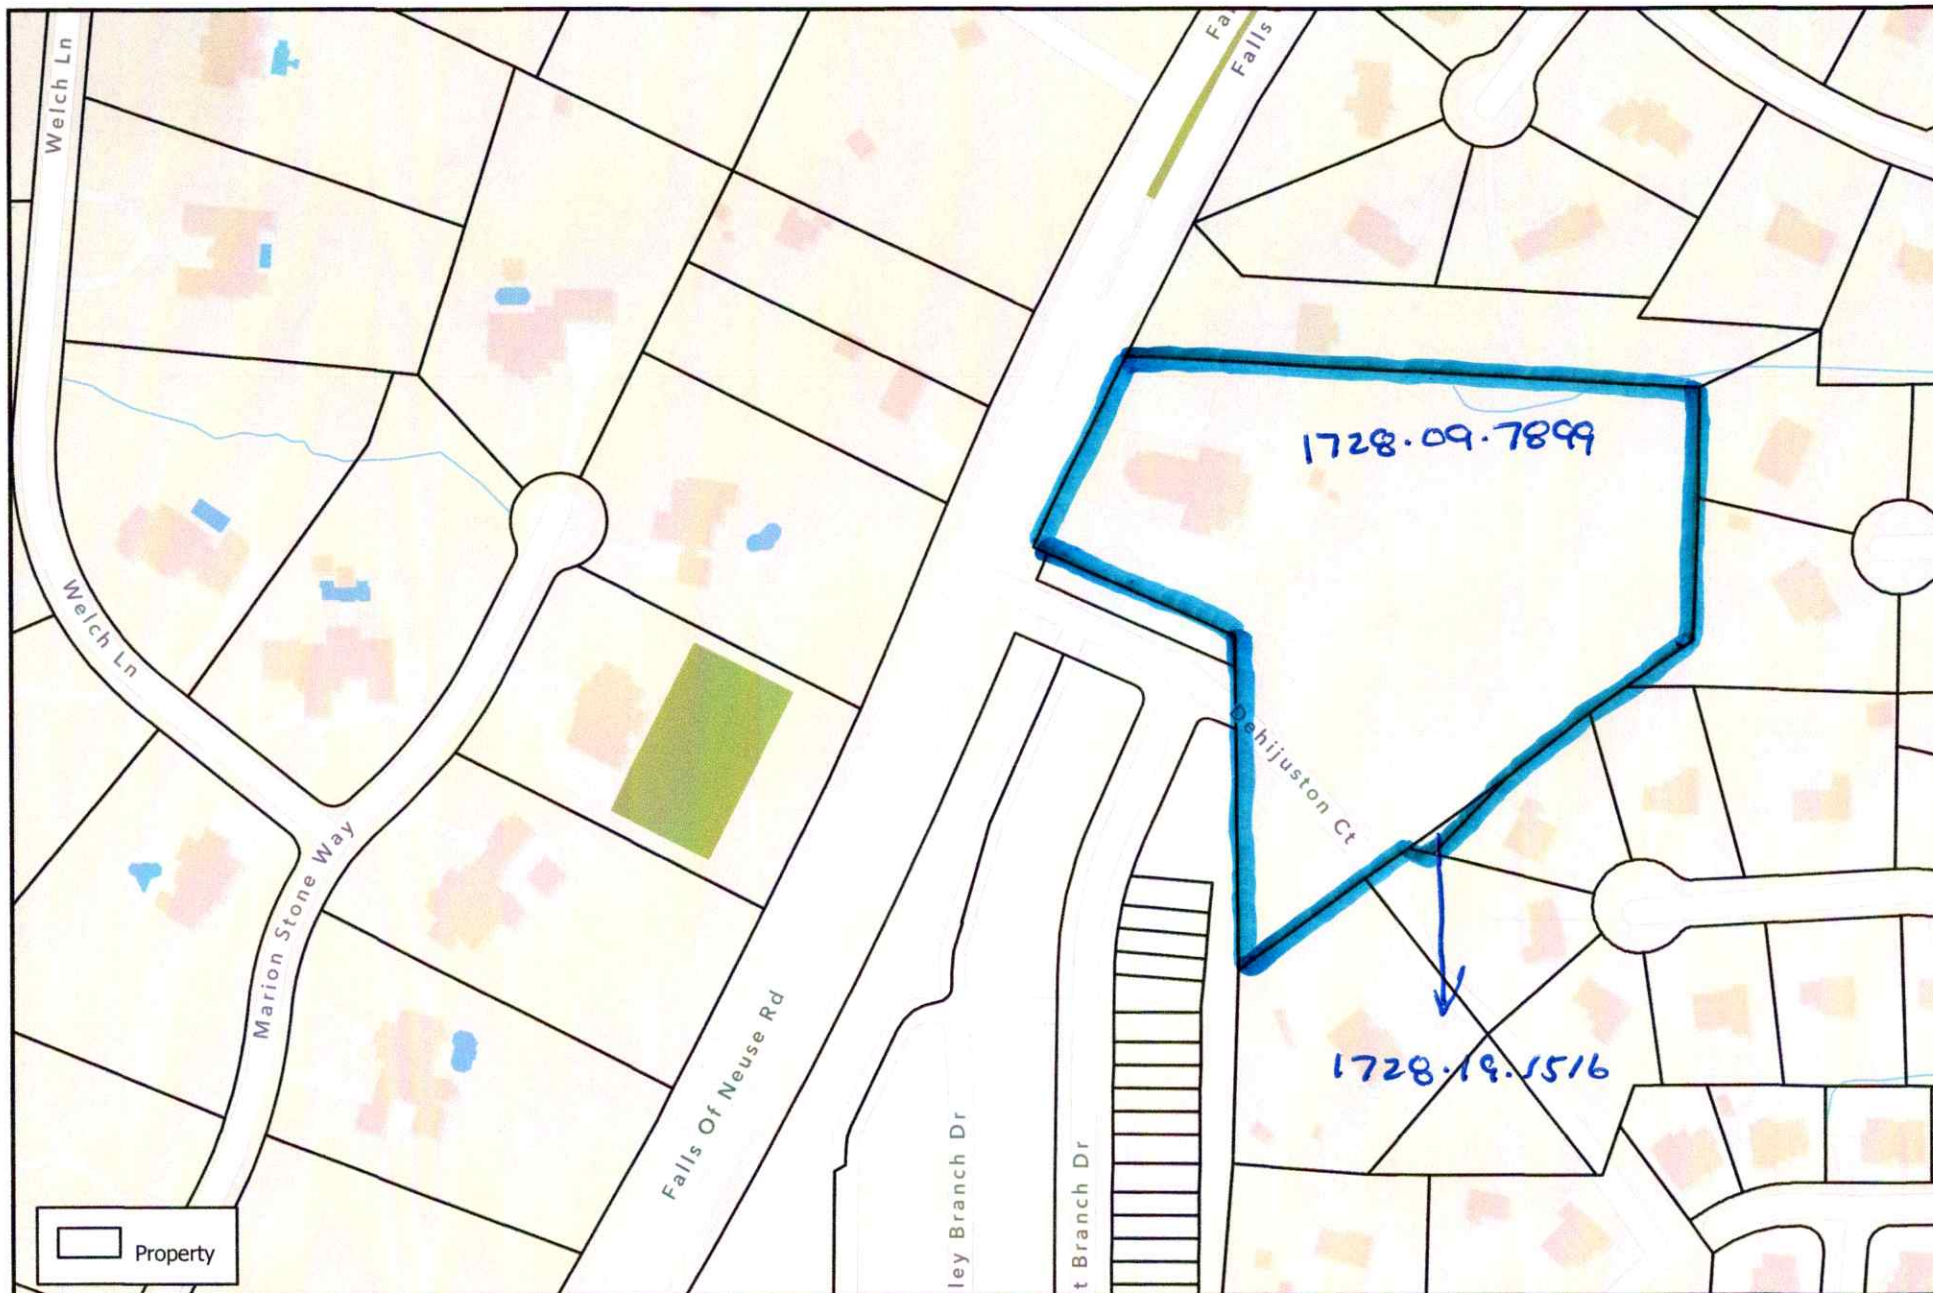 Welch Ln
Fal
Falls
1728.09.7899
Welch Ln
Dehijuston Ct
Marion Stone Way
Falls Of Neuse Rd
1728.19.1516
ley Branch Dr
t Branch Dr
Property